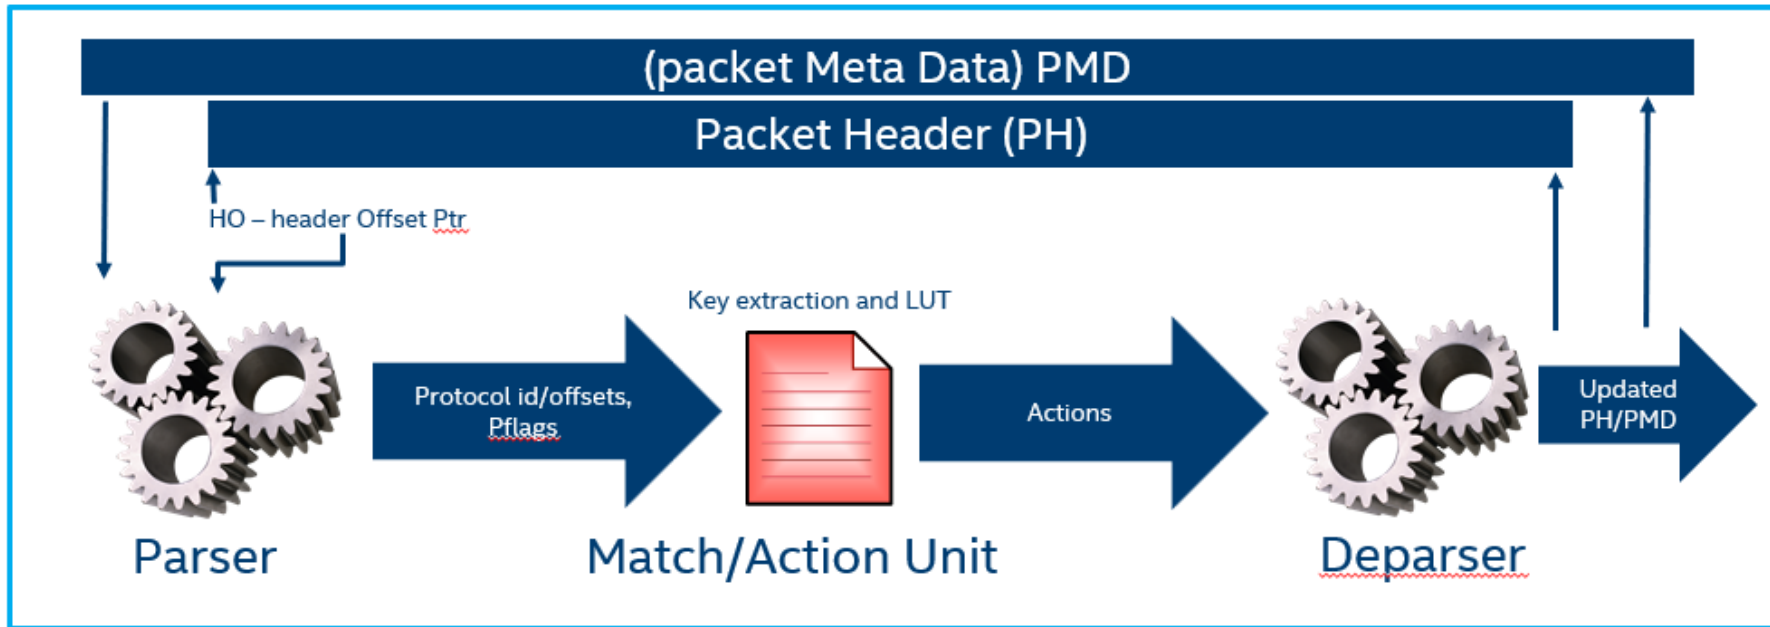 (packet Meta Data) PMD
Packet Header (PH)
HO – header Offset Ptr
Key extraction and LUT
Protocol id/offsets,
Pflags
Actions
Updated
PH/PMD
Parser
Match/Action Unit
Deparser